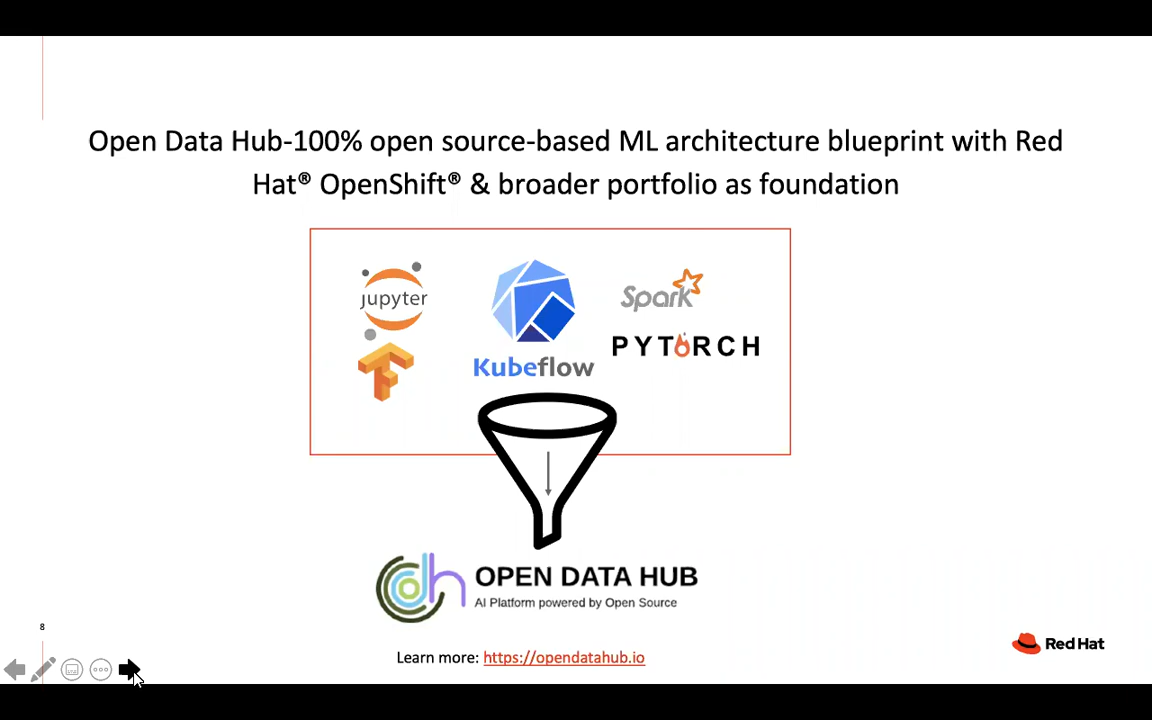 Open Data Hub-100% open source-based ML architecture blueprint with Red
Hat® OpenShift® & broader portfolio as foundation
jupyter
Kubeflow
Spark
PYTORCH
odh
OPEN DATA HUB
AI Platform powered by Open Source
8
Learn more: https://opendatahub.io
Red Hat